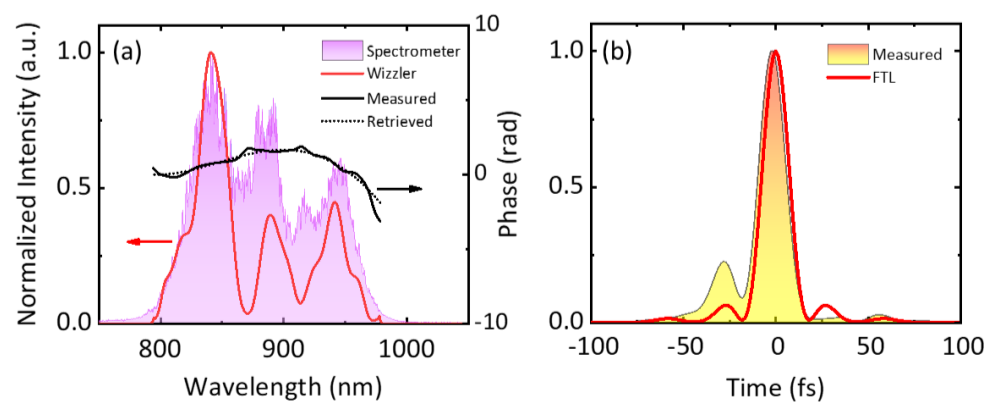 (a)
Spectrometer
Wizzler
Measured
Retrieved
Normalized Intensity (a.u.)
1.0
0.5
0.0
800
900
1000
Wavelength (nm)
10
0
-10
Phase (rad)
(b)
Measured
FTL
1.0
0.5
0.0
-100
-50
0
50
100
Time (fs)